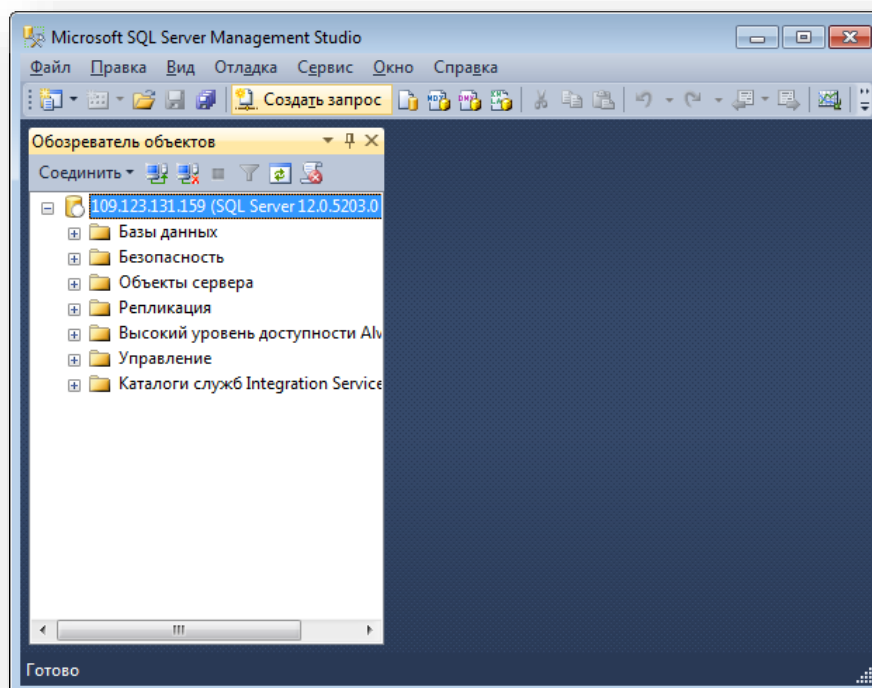 Microsoft SQL Server Management Studio
Файл Правка Вид Отладка Сервис Окно Справка
Создать запрос
Обозреватель объектов
Соединить
109.123.131.159 (SQL Server 12.0.5203.0
Базы данных
Безопасность
Объекты сервера
Репликация
Высокий уровень доступности Alw
Управление
Каталоги служб Integration Service
Готово